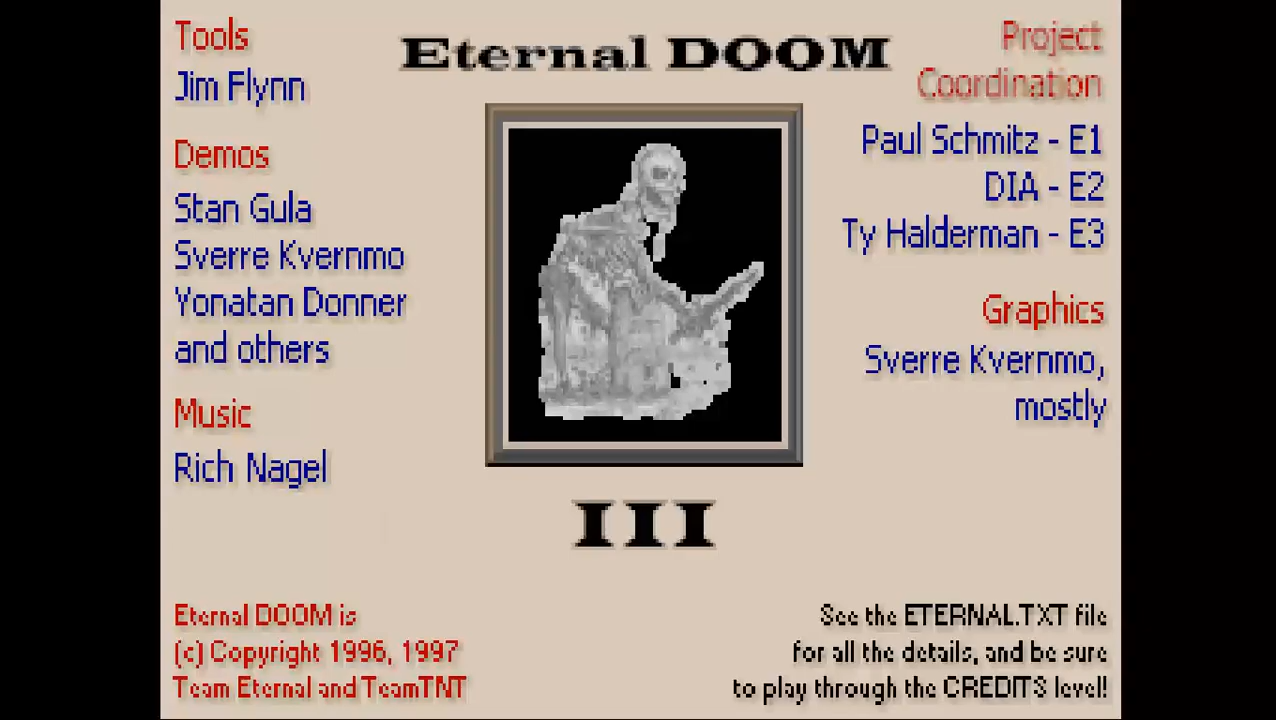 Eternal DOOM
Tools
Jim Flynn
Demos
Stan Gula
Sverre Kvernmo
Yonatan Donner
and others
Music
Rich Nagel
Project
Coordination
Paul Schmitz - E1
DIA - E2
Ty Halderman - E3
Graphics
Sverre Kvernmo,
mostly
III
Eternal DOOM is
(c) Copyright 1996, 1997
Team Eternal and TeamTNT
See the ETERNAL.TXT file
for all the details, and be sure
to play through the CREDITS level!